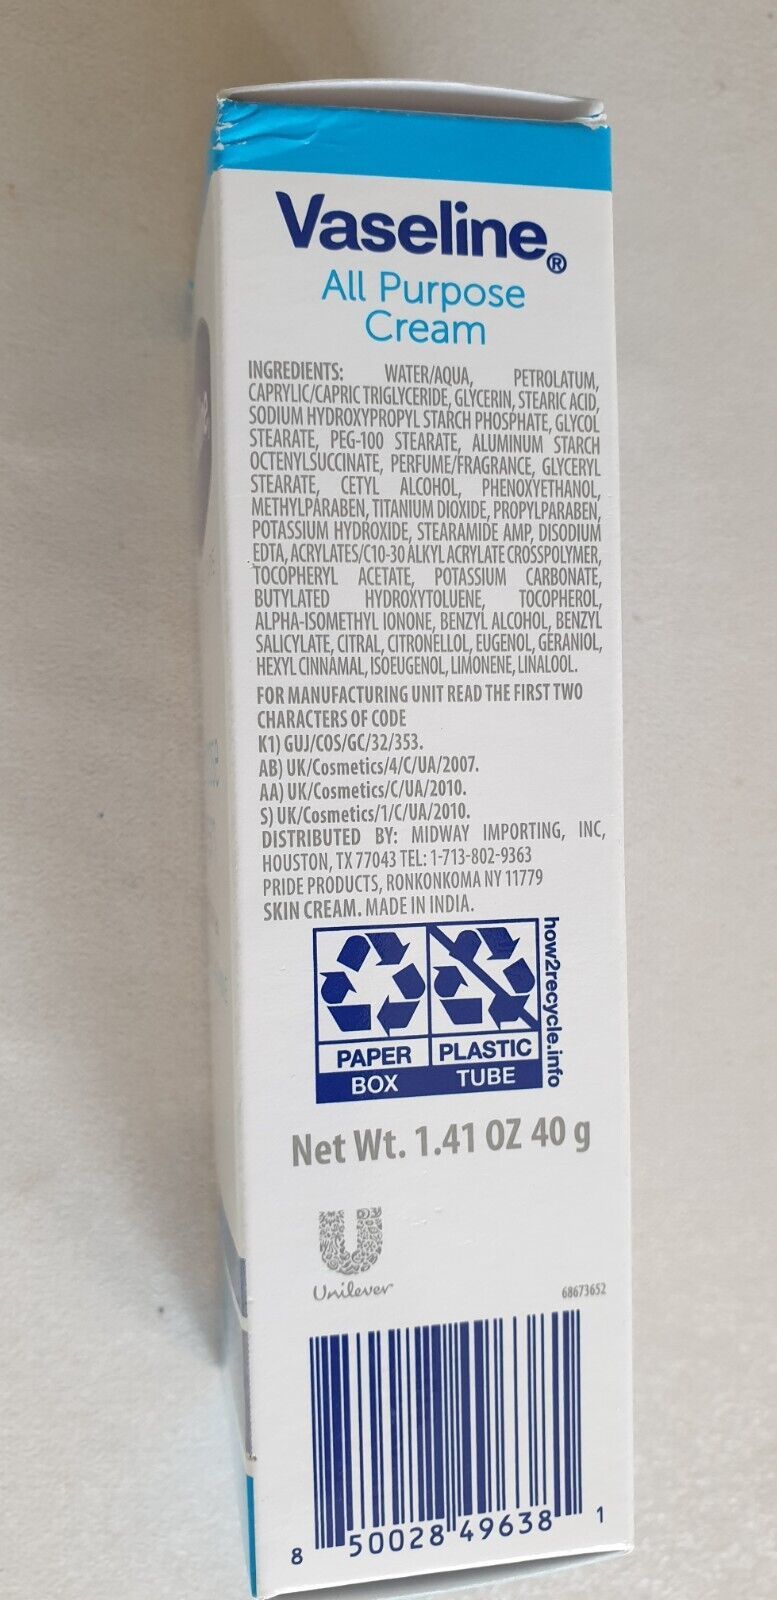 Vaseline®
All Purpose
Cream
INGREDIENTS: WATER/AQUA, PETROLATUM,
CAPRYLIC/CAPRIC TRIGLYCERIDE, GLYCERIN, STEARIC ACID,
SODIUM HYDROXYPROPYL STARCH PHOSPHATE, GLYCOL
STEARATE, PEG-100 STEARATE, ALUMINUM STARCH
OCTENYLSUCCINATE, PERFUME/FRAGRANCE, GLYCERYL
STEARATE, CETYL ALCOHOL, PHENOXYETHANOL,
METHYLPARABEN, TITANIUM DIOXIDE, PROPYLPARABEN,
POTASSIUM HYDROXIDE, STEARAMIDE AMP, DISODIUM
EDTA, ACRYLATES/C10-30 ALKYL ACRYLATE CROSSPOLYMER,
TOCOPHERYL ACETATE, POTASSIUM CARBONATE,
BUTYLATED HYDROXYTOLUENE, TOCOPHEROL,
ALPHA-ISOMETHYL IONONE, BENZYL ALCOHOL, BENZYL
SALICYLATE, CITRAL, CITRONELLOL, EUGENOL, GERANIOL,
HEXYL CINNAMAL, ISOEUGENOL, LIMONENE, LINALOOL.
FOR MANUFACTURING UNIT READ THE FIRST TWO
CHARACTERS OF CODE
K1) GUJ/COS/GC/32/353.
AB) UK/Cosmetics/4/C/UA/2007.
AA) UK/Cosmetics/C/UA/2010.
S) UK/Cosmetics/1/C/UA/2010.
DISTRIBUTED BY: MIDWAY IMPORTING, INC,
HOUSTON, TX 77043 TEL: 1-713-802-9363
PRIDE PRODUCTS, RONKONKOMA NY 11779
SKIN CREAM. MADE IN INDIA.
PAPER PLASTIC
BOX TUBE
how2recycle.info
Net Wt. 1.41 OZ 40 g
Unilever
68673652
8 50028 49638 1